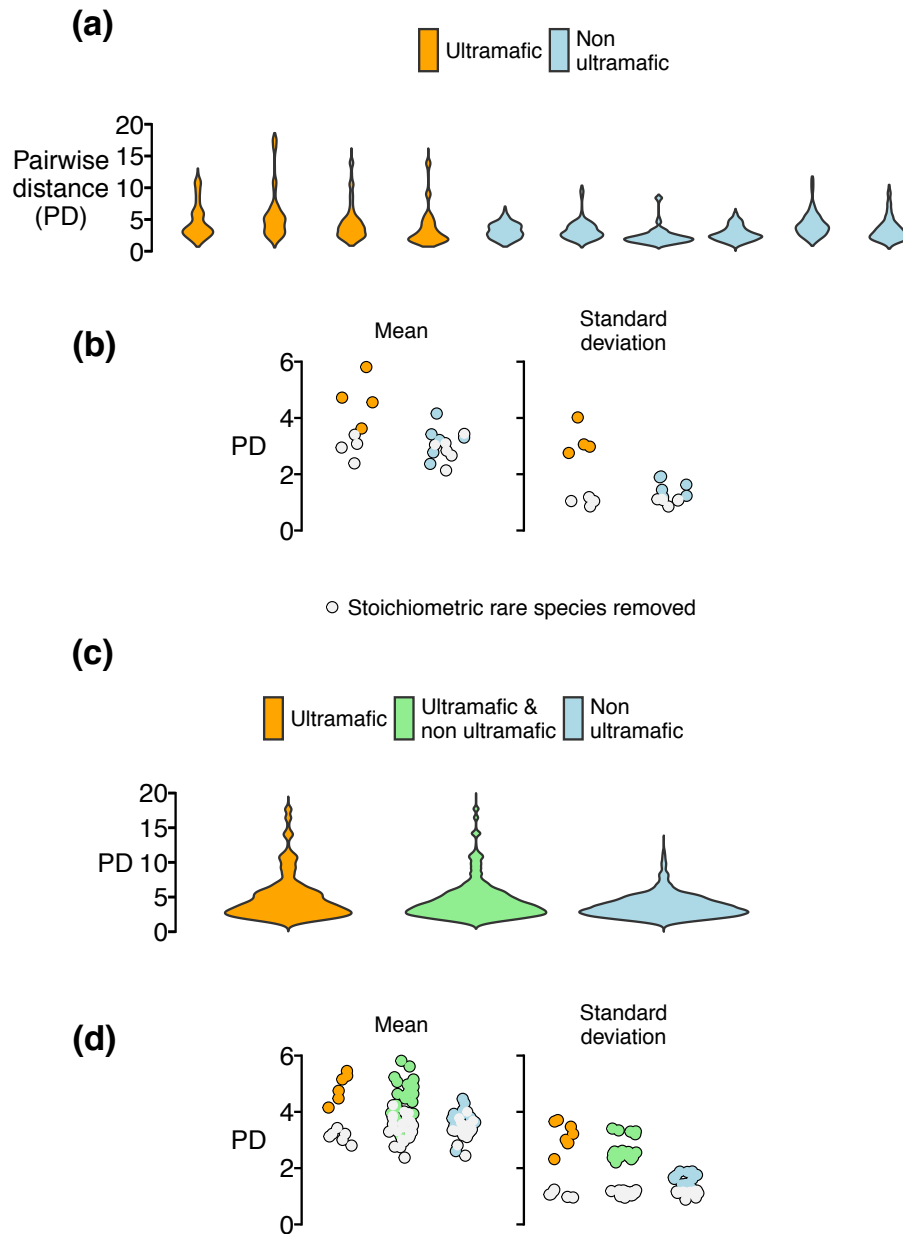 (a)
Ultramafic
Non
ultramafic
Pairwise
distance
(PD)
20
15
10
5
0
(b)
Mean
Standard
deviation
PD
6
4
2
0
Stoichiometric rare species removed
(c)
Ultramafic
Ultramafic &
non ultramafic
Non
ultramafic
PD
20
15
10
5
0
(d)
Mean
Standard
deviation
PD
6
4
2
0